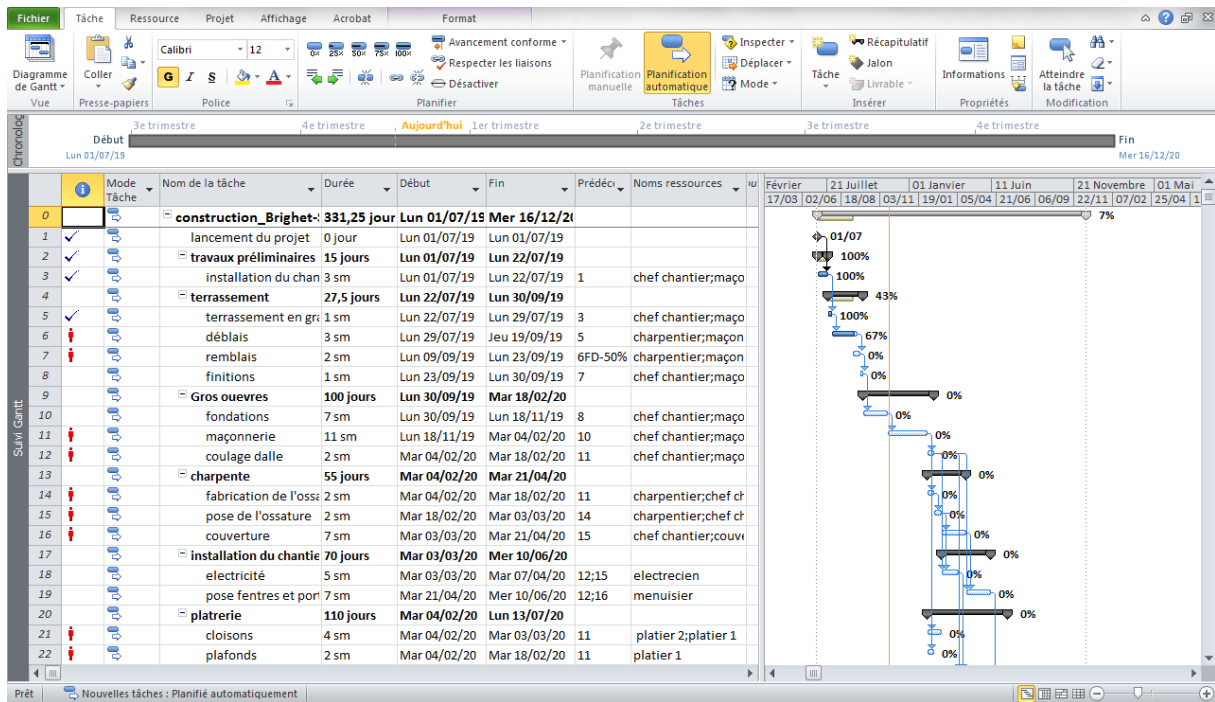 Fichier Tâche Ressource Projet Affichage Acrobat Format
Diagramme de Gantt
Vue
Coller
Presse-papiers
Calibri 12
G I S A
Police
0% 25% 50% 75% 100%
Avancement conforme
Respecter les liaisons
Désactiver
Planifier
Planification manuelle
Planification automatique
Inspecter
Déplacer
Mode
Tâches
Tâche
Récapitulatif
Jalon
Livrable
Insérer
Informations
Propriétés
Atteindre la tâche
Modification
Chronolog
3e trimestre 4e trimestre Aujourd'hui 1er trimestre 2e trimestre 3e trimestre 4e trimestre
Début Fin
Lun 01/07/19 Mer 16/12/20
Mode Tâche Nom de la tâche Durée Début Fin Prédéc Noms ressources
Février 21 Juillet 01 Janvier 11 Juin 21 Novembre 01 Mai
17/03 02/06 18/08 03/11 19/01 05/04 21/06 06/09 22/11 07/02 25/04 1
0 construction_Brighet- 331,25 jour Lun 01/07/19 Mer 16/12/20 7%
1 lancement du projet 0 jour Lun 01/07/19 Lun 01/07/19 01/07
2 travaux préliminaires 15 jours Lun 01/07/19 Lun 22/07/19 100%
3 installation du chan 3 sm Lun 01/07/19 Lun 22/07/19 1 chef chantier;maço 100%
4 terrassement 27,5 jours Lun 22/07/19 Lun 30/09/19 43%
5 terrassement en gra 1 sm Lun 22/07/19 Lun 29/07/19 3 chef chantier;maço 100%
6 déblais 3 sm Lun 29/07/19 Jeu 19/09/19 5 charpentier;maçon 67%
7 remblais 2 sm Lun 09/09/19 Lun 23/09/19 6FD-50% charpentier;maçon 0%
8 finitions 1 sm Lun 23/09/19 Lun 30/09/19 7 chef chantier;maço 0%
9 Gros ouevres 100 jours Lun 30/09/19 Mar 18/02/20 0%
10 fondations 7 sm Lun 30/09/19 Lun 18/11/19 8 chef chantier;maço 0%
11 maçonnerie 11 sm Lun 18/11/19 Mar 04/02/20 10 chef chantier;maço 0%
12 coulage dalle 2 sm Mar 04/02/20 Mar 18/02/20 11 chef chantier;maço 0%
13 charpente 55 jours Mar 04/02/20 Mar 21/04/20 0%
14 fabrication de l'ossa 2 sm Mar 04/02/20 Mar 18/02/20 11 charpentier;chef ch 0%
15 pose de l'ossature 2 sm Mar 18/02/20 Mar 03/03/20 14 charpentier;chef ch 0%
16 couverture 7 sm Mar 03/03/20 Mar 21/04/20 15 chef chantier;couve 0%
17 installation du chantie 70 jours Mar 03/03/20 Mer 10/06/20 0%
18 electricité 5 sm Mar 03/03/20 Mar 07/04/20 12;15 electrecien 0%
19 pose fentres et port 7 sm Mar 21/04/20 Mer 10/06/20 12;16 menuisier 0%
20 platrerie 110 jours Mar 04/02/20 Lun 13/07/20 0%
21 cloisons 4 sm Mar 04/02/20 Mar 03/03/20 11 platier 2;platier 1 0%
22 plafonds 2 sm Mar 04/02/20 Mar 18/02/20 11 platier 1 0%
Suivi Gantt
Prêt Nouvelles tâches : Planifié automatiquement